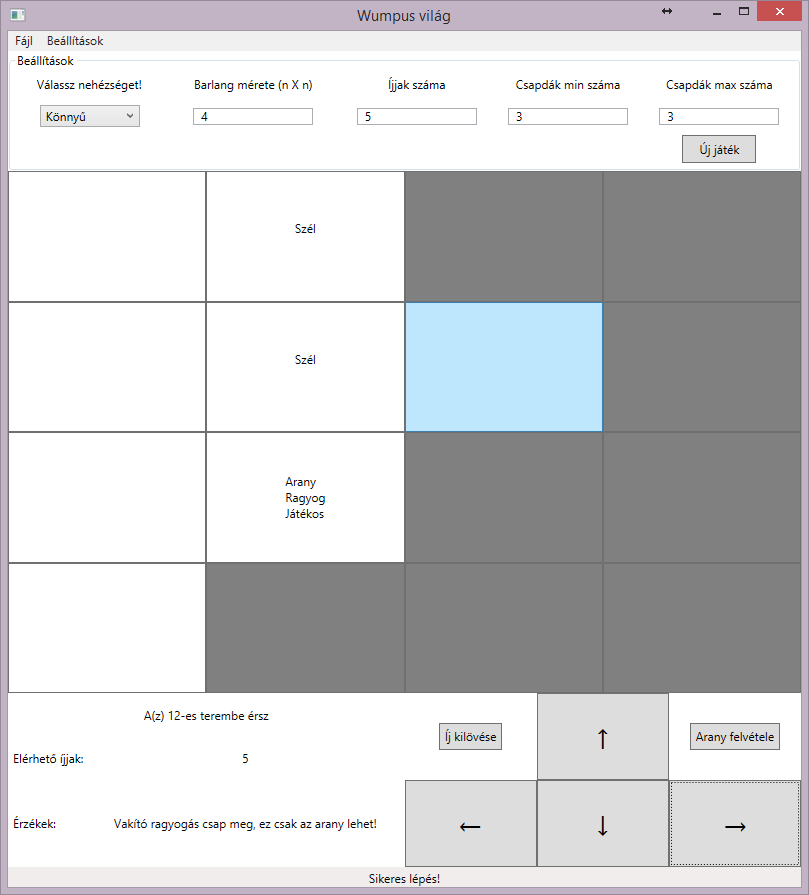 Wumpus világ
Fájl Beállítások
Beállítások
Válassz nehézséget! Barlang mérete (n X n) Íjjak száma Csapdák min száma Csapdák max száma
Könnyű 4 5 3 3
Új játék
Szél
Szél
Arany
Ragyog
Játékos
A(z) 12-es terembe érsz
Íj kilövése ↑ Arany felvétele
Elérhető íjjak: 5
Érzékek: Vakító ragyogás csap meg, ez csak az arany lehet! ← ↓ →
Sikeres lépés!